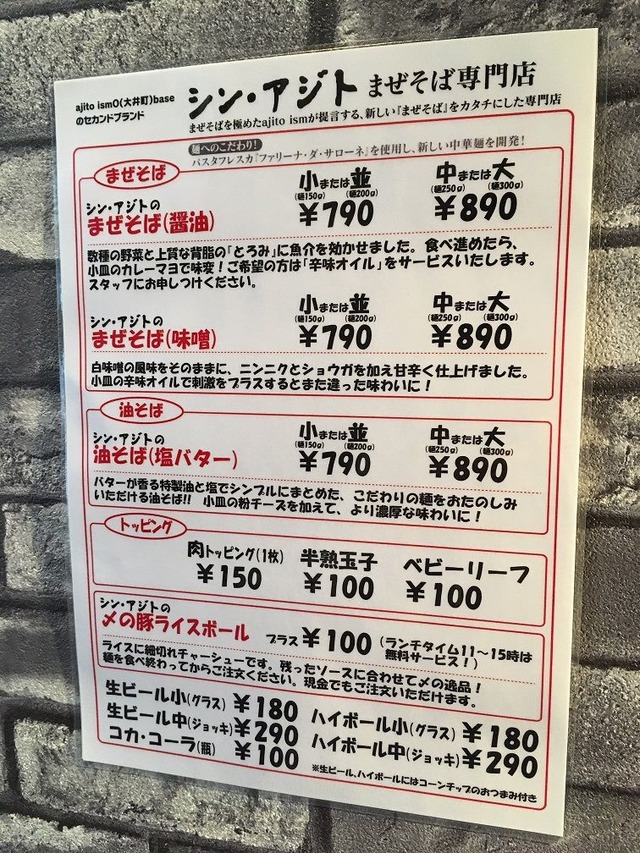 ajito ism0(大井町)base
のセカンドブランド
シン・アジト まぜそば専門店
まぜそばを極めたajito ismが提言する、新しい『まぜそば』をカタチにした専門店
麺へのこだわり!
パスタフレスカ『ファリーナ・ダ・サローネ』を使用し、新しい中華麺を開発!
まぜそば
シン・アジトの
まぜそば(醤油)
小または並 中または大
(麺150g) (麺200g) (麺250g) (麺300g)
¥790 ¥890
数種の野菜と上質な背脂の「とろみ」に魚介を効かせました。食べ進めたら、
小皿のカレーマヨで味変!ご希望の方は「辛味オイル」をサービスいたします。
スタッフにお申しつけください。
シン・アジトの
まぜそば(味噌)
小または並 中または大
(麺150g) (麺200g) (麺250g) (麺300g)
¥790 ¥890
白味噌の風味をそのままに、ニンニクとショウガを加え甘辛く仕上げました。
小皿の辛味オイルで刺激をプラスするとまた違った味わいに!
油そば
シン・アジトの
油そば(塩バター)
小または並 中または大
(麺150g) (麺200g) (麺250g) (麺300g)
¥790 ¥890
バターが香る特製油と塩でシンプルにまとめた、こだわりの麺をおたのしみ
いただける油そば!! 小皿の粉チーズを加えて、より濃厚な味わいに!
トッピング
肉トッピング(1枚) 半熟玉子 ベビーリーフ
¥150 ¥100 ¥100
シン・アジトの
〆の豚ライスボール プラス ¥100 (ランチタイム11〜15時は
無料サービス!)
ライスに細切れチャーシューです。残ったソースに合わせて〆の逸品!
麺を食べ終わってからご注文ください。現金でもご注文いただけます。
生ビール小(グラス) ¥180 ハイボール小(グラス) ¥180
生ビール中(ジョッキ) ¥290 ハイボール中(ジョッキ) ¥290
コカ・コーラ(瓶) ¥100
※生ビール、ハイボールにはコーンチップのおつまみ付き